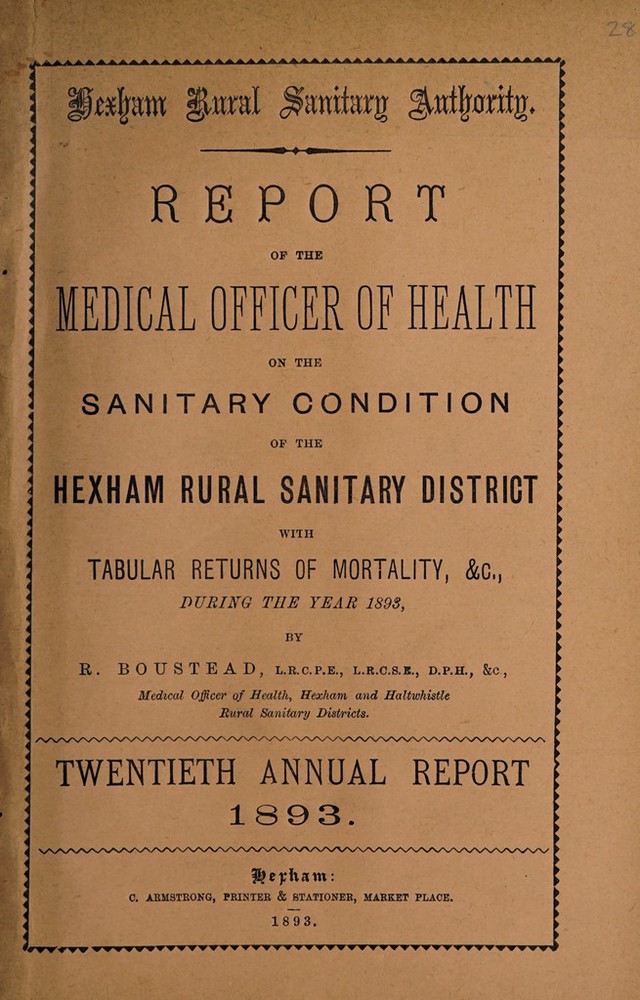 28
Hexham Rural Sanitary Authority.
REPORT
OF THE
MEDICAL OFFICER OF HEALTH
ON THE
SANITARY CONDITION
OF THE
HEXHAM RURAL SANITARY DISTRICT
WITH
TABULAR RETURNS OF MORTALITY, &C.,
DURING THE YEAR 1893,
BY
R. BOUSTEAD, L.R.C.P.E., L.R.C.S.E., D.P.H., &c.,
Medical Officer of Health, Hexham and Haltwhistle
Rural Sanitary Districts.
TWENTIETH ANNUAL REPORT
1893.
Hexham:
C. ARMSTRONG, PRINTER & STATIONER, MARKET PLACE.
1893.